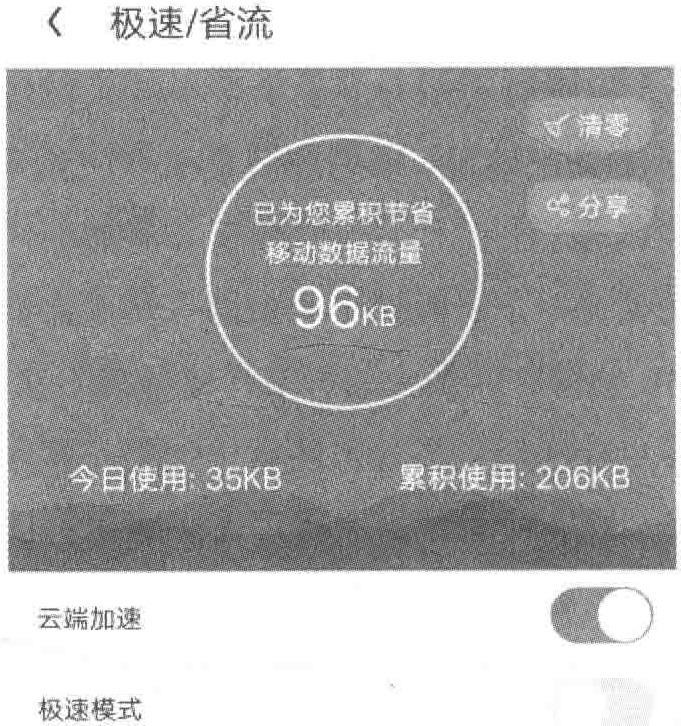 极速/省流
清零
分享
已为您累积节省
移动数据流量
96KB
今日使用: 35KB
累积使用: 206KB
云端加速
极速模式